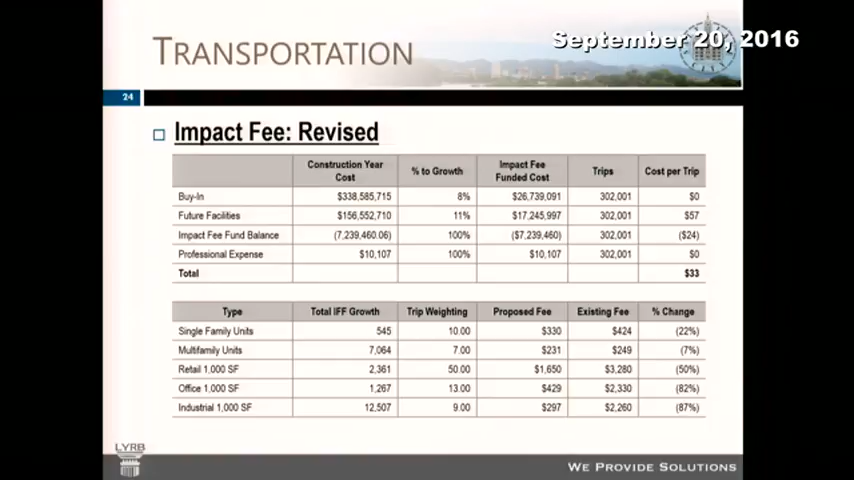 September 20, 2016
TRANSPORTATION
24
Impact Fee: Revised
Construction Year Cost % to Growth Impact Fee Funded Cost Trips Cost per Trip
Buy-In $338,585,715 8% $26,739,091 302,001 $0
Future Facilities $156,552,710 11% $17,245,997 302,001 $57
Impact Fee Fund Balance (7,239,460.06) 100% ($7,239,460) 302,001 ($24)
Professional Expense $10,107 100% $10,107 302,001 $0
Total $33
Type Total IFF Growth Trip Weighting Proposed Fee Existing Fee % Change
Single Family Units 545 10.00 $330 $424 (22%)
Multifamily Units 7,064 7.00 $231 $249 (7%)
Retail 1,000 SF 2,361 50.00 $1,650 $3,280 (50%)
Office 1,000 SF 1,267 13.00 $429 $2,330 (82%)
Industrial 1,000 SF 12,507 9.00 $297 $2,260 (87%)
LYRB
WE PROVIDE SOLUTIONS